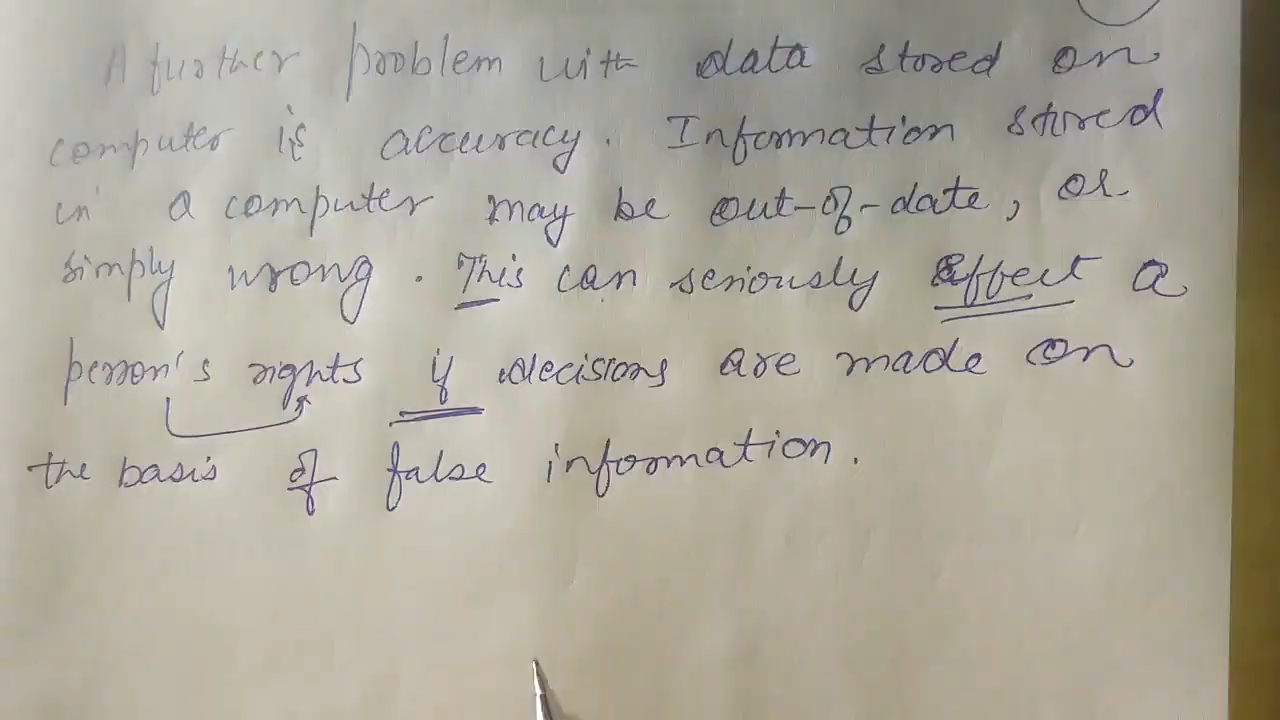 A further problem with data stored on
computer is accuracy. Information stored
in a computer may be out-of-date, or
simply wrong. This can seriously affect a
person's rights if decisions are made on
the basis of false information.